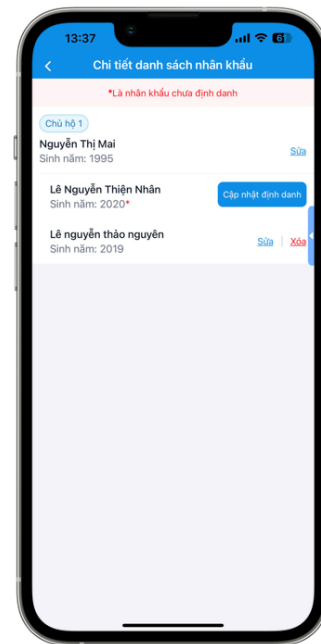 13:37
Chi tiết danh sách nhân khẩu
*Là nhân khẩu chưa định danh
Chủ hộ 1
Nguyễn Thị Mai
Sinh năm: 1995 Sửa
Lê Nguyễn Thiện Nhân
Sinh năm: 2020* Cập nhật định danh
Lê nguyễn thảo nguyên
Sinh năm: 2019 Sửa | Xóa